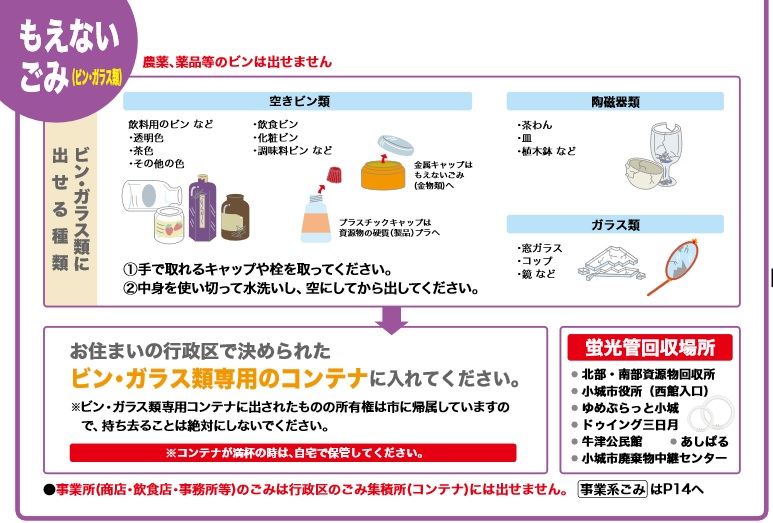 もえない
ごみ(ビン・ガラス類)
農薬、薬品等のビンは出せません
ビン・ガラス類に
出せる種類
空きビン類
飲料用のビン など
・透明色
・茶色
・その他の色
・飲食ビン
・化粧ビン
・調味料ビン など
金属キャップは
もえないごみ
(金物類)へ
プラスチックキャップは
資源物の硬質(製品)プラへ
①手で取れるキャップや栓を取ってください。
②中身を使い切って水洗いし、空にしてから出してください。
陶磁器類
・茶わん
・皿
・植木鉢 など
ガラス類
・窓ガラス
・コップ
・鏡 など
お住まいの行政区で決められた
ビン・ガラス類専用のコンテナに入れてください。
※ビン・ガラス類専用コンテナに出されたものの所有権は市に帰属していますの
で、持ち去ることは絶対にしないでください。
※コンテナが満杯の時は、自宅で保管してください。
蛍光管回収場所
●北部・南部資源物回収所
●小城市役所（西館入口）
●ゆめぷらっと小城
●ドゥイング三日月
●牛津公民館 ●あしぱる
●小城市廃棄物中継センター
●事業所(商店・飲食店・事務所等)のごみは行政区のごみ集積所(コンテナ)には出せません。 事業系ごみ はP14へ